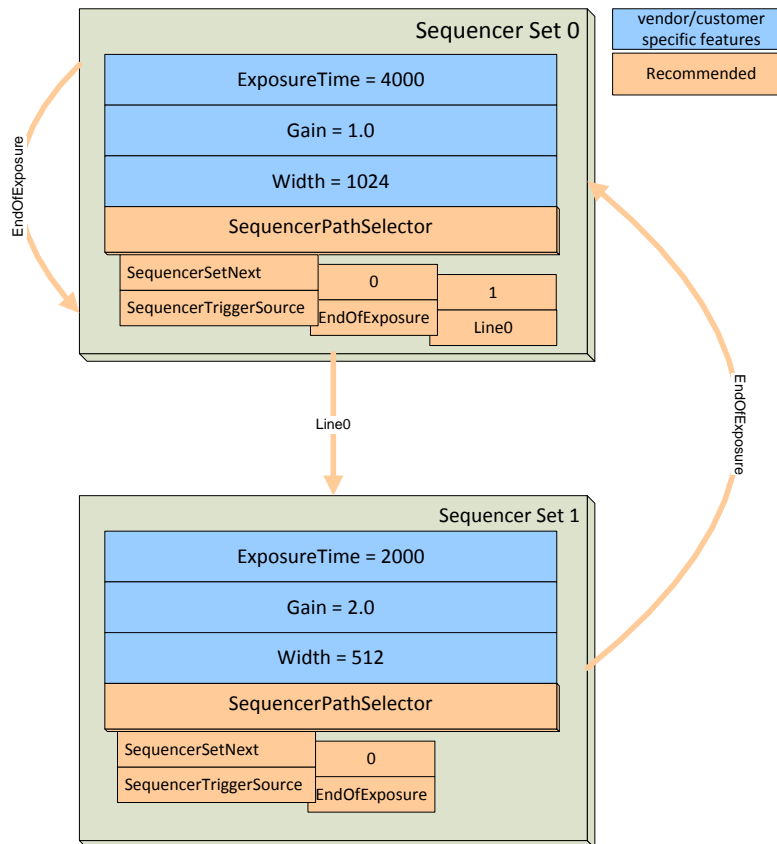 Sequencer Set 0
vendor/customer
specific features
Recommended
ExposureTime = 4000
Gain = 1.0
Width = 1024
SequencerPathSelector
SequencerSetNext
0
1
SequencerTriggerSource
EndOfExposure
Line0
EndOfExposure
Line0
EndOfExposure
Sequencer Set 1
ExposureTime = 2000
Gain = 2.0
Width = 512
SequencerPathSelector
SequencerSetNext
0
SequencerTriggerSource
EndOfExposure